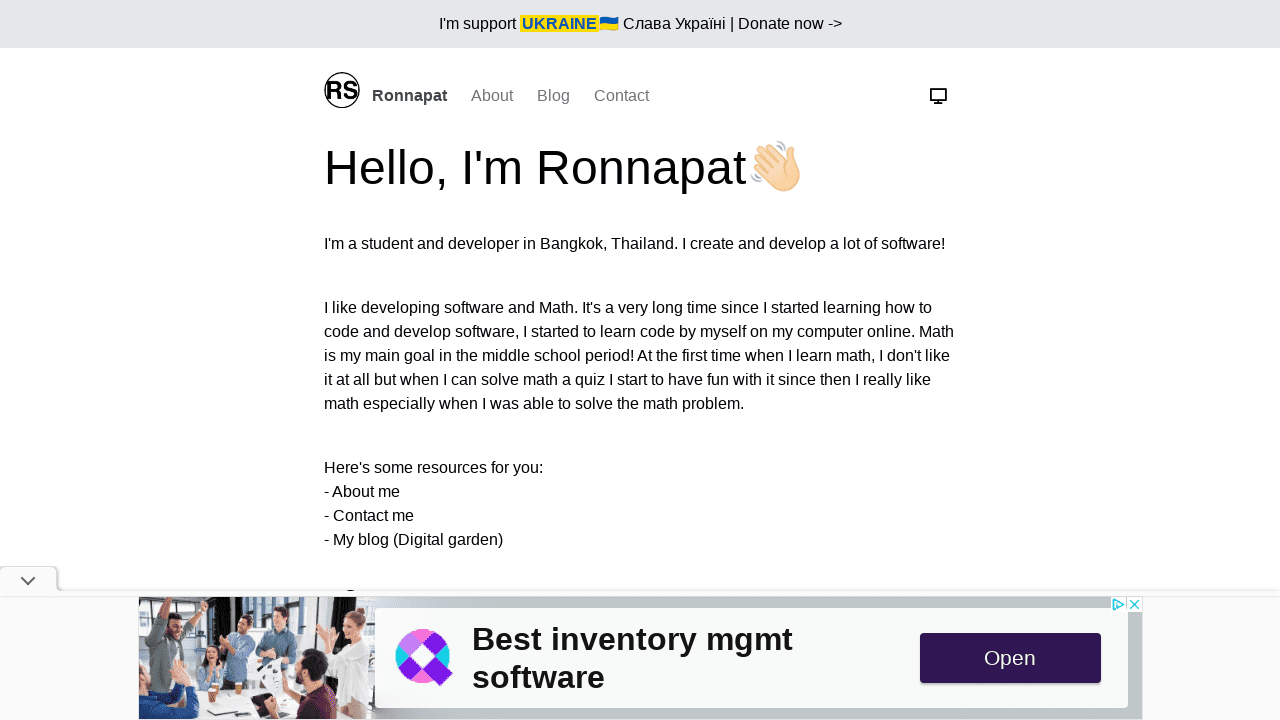 I'm support UKRAINE🇺🇦 Слава Україні | Donate now ->
RS Ronnapat About Blog Contact
Hello, I'm Ronnapat👋🏻
I'm a student and developer in Bangkok, Thailand. I create and develop a lot of software!
I like developing software and Math. It's a very long time since I started learning how to
code and develop software, I started to learn code by myself on my computer online. Math
is my main goal in the middle school period! At the first time when I learn math, I don't like
it at all but when I can solve math a quiz I start to have fun with it since then I really like
math especially when I was able to solve the math problem.
Here's some resources for you:
- About me
- Contact me
- My blog (Digital garden)
Best inventory mgmt
software
Open